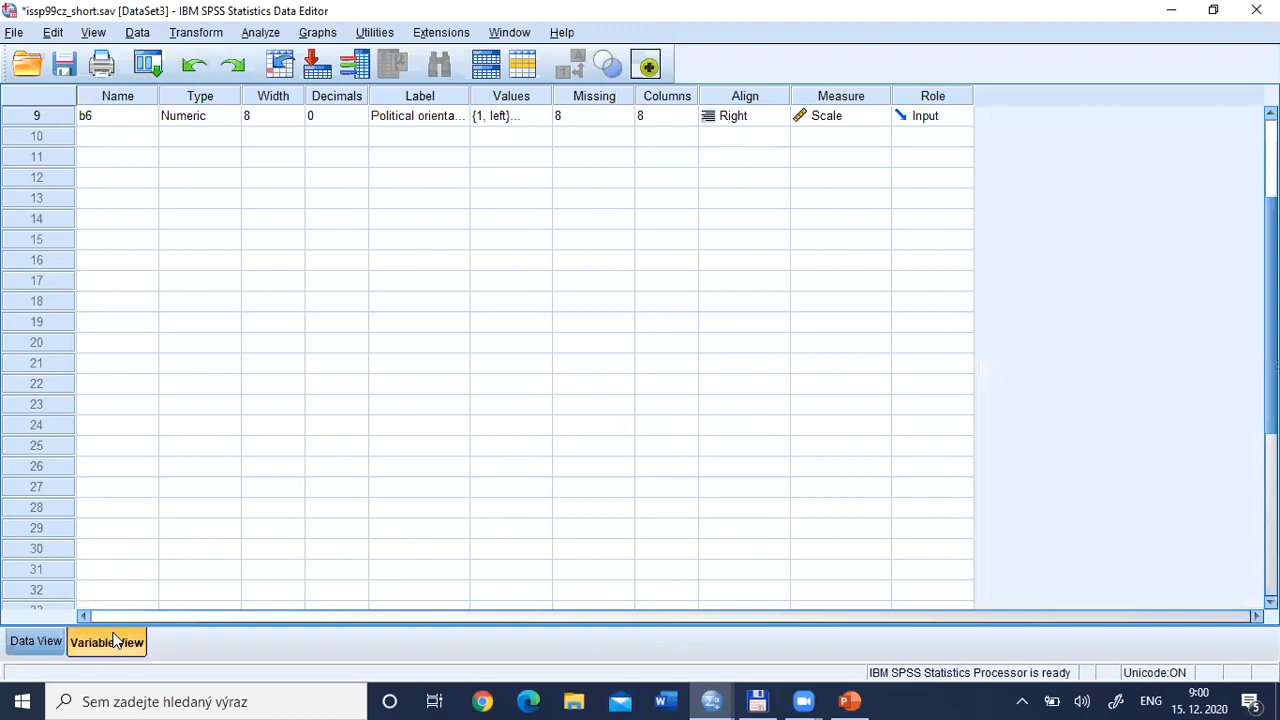 *issp99cz_short.sav [DataSet3] - IBM SPSS Statistics Data Editor
File Edit View Data Transform Analyze Graphs Utilities Extensions Window Help
Name Type Width Decimals Label Values Missing Columns Align Measure Role
9 b6 Numeric 8 0 Political orienta... {1, left}... 8 8 Right Scale Input
10
11
12
13
14
15
16
17
18
19
20
21
22
23
24
25
26
27
28
29
30
31
32
Data View Variable View
IBM SPSS Statistics Processor is ready Unicode:ON
Sem zadejte hledaný výraz ENG 9:00
15. 12. 2020 5